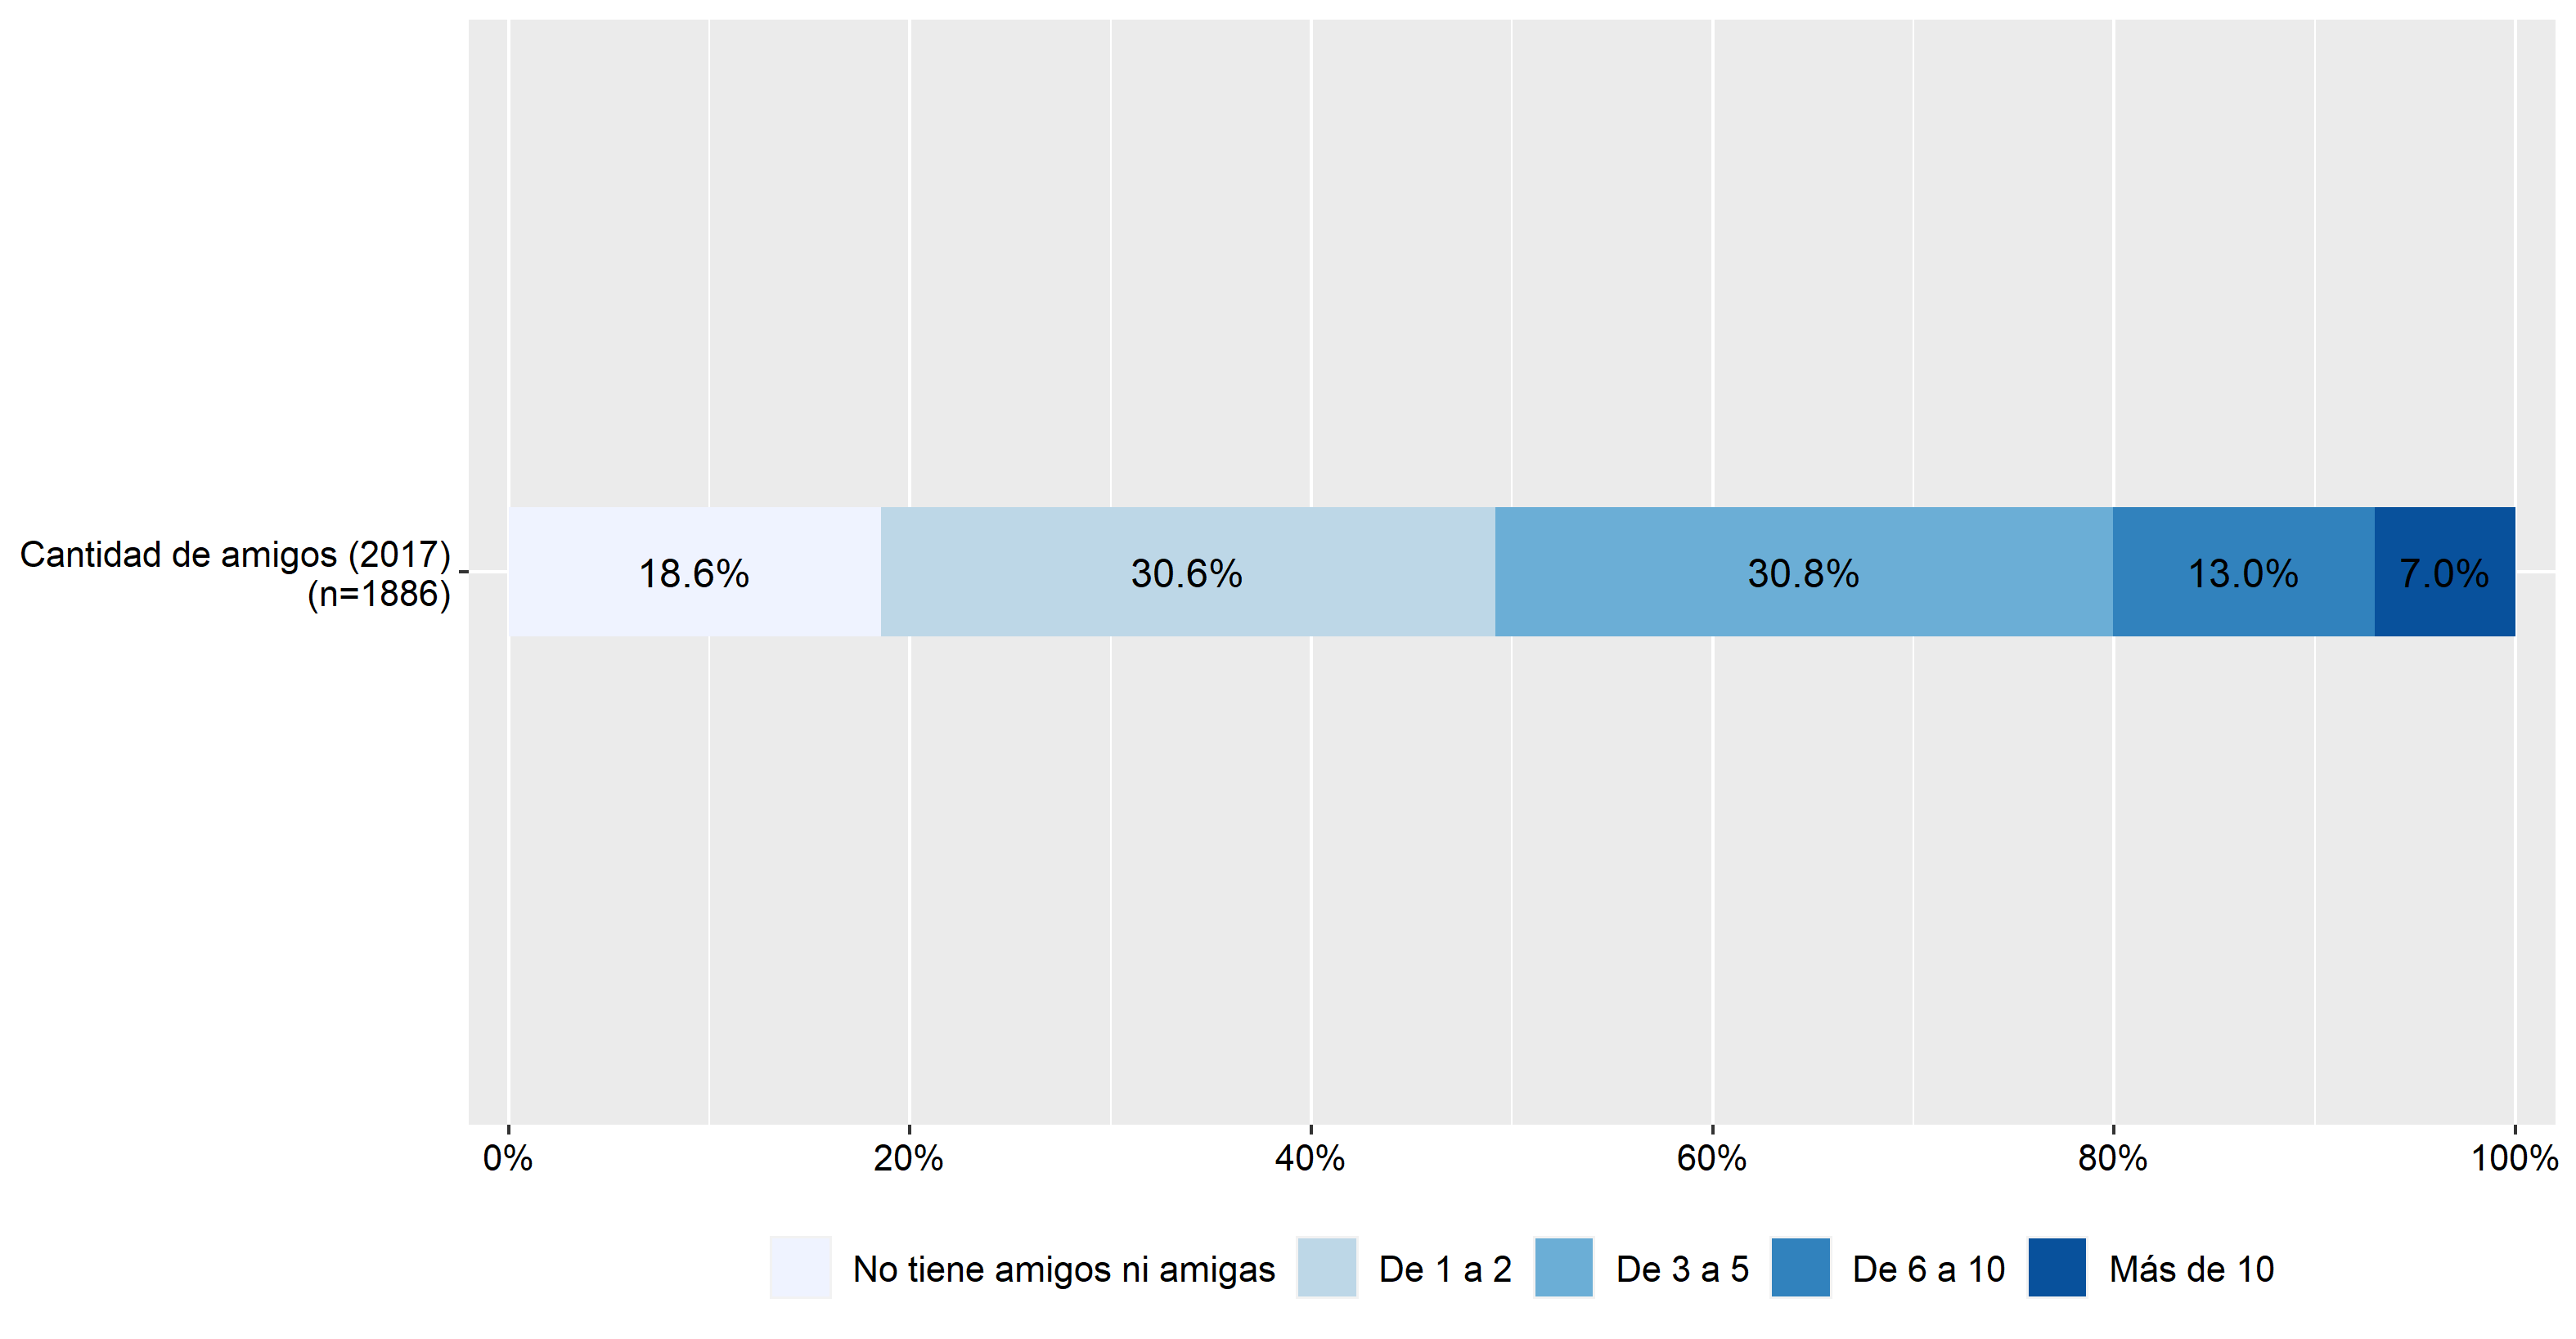 Cantidad de amigos (2017)
(n=1886)
18.6%
30.6%
30.8%
13.0%
7.0%
0%
20%
40%
60%
80%
100%
No tiene amigos ni amigas
De 1 a 2
De 3 a 5
De 6 a 10
Más de 10